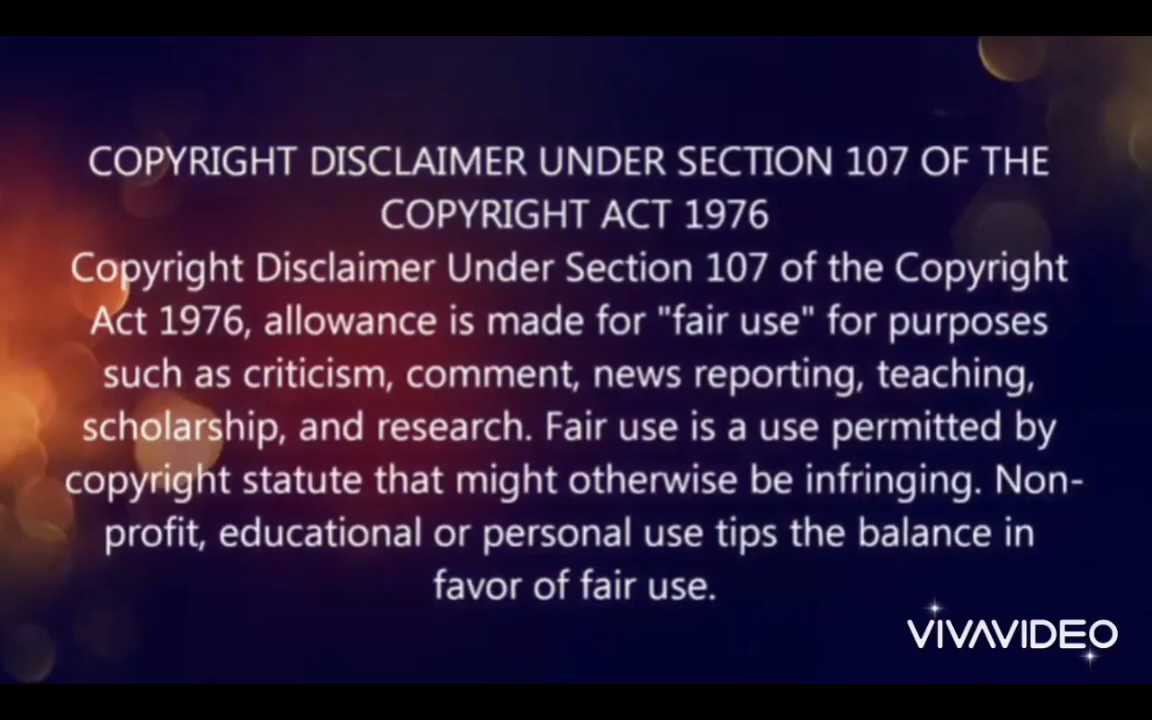 COPYRIGHT DISCLAIMER UNDER SECTION 107 OF THE
COPYRIGHT ACT 1976
Copyright Disclaimer Under Section 107 of the Copyright
Act 1976, allowance is made for "fair use" for purposes
such as criticism, comment, news reporting, teaching,
scholarship, and research. Fair use is a use permitted by
copyright statute that might otherwise be infringing. Non-
profit, educational or personal use tips the balance in
favor of fair use.
VIVAVIDEO